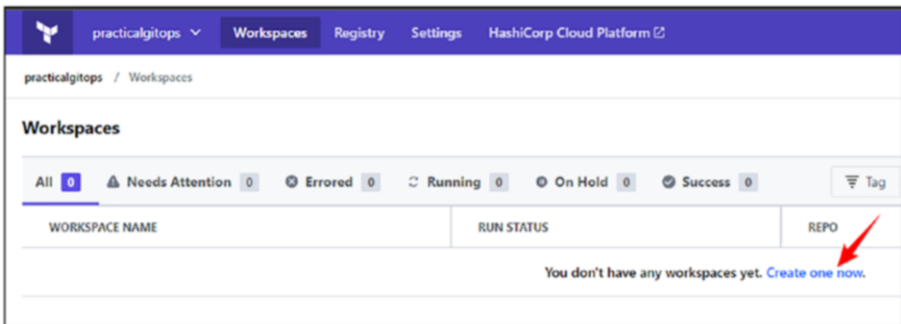 practicalgitops Workspaces Registry Settings HashiCorp Cloud Platform
practicalgitops / Workspaces
Workspaces
All 0 Needs Attention 0 Errored 0 Running 0 On Hold 0 Success 0 Tag
WORKSPACE NAME RUN STATUS REPO
You don't have any workspaces yet. Create one now.